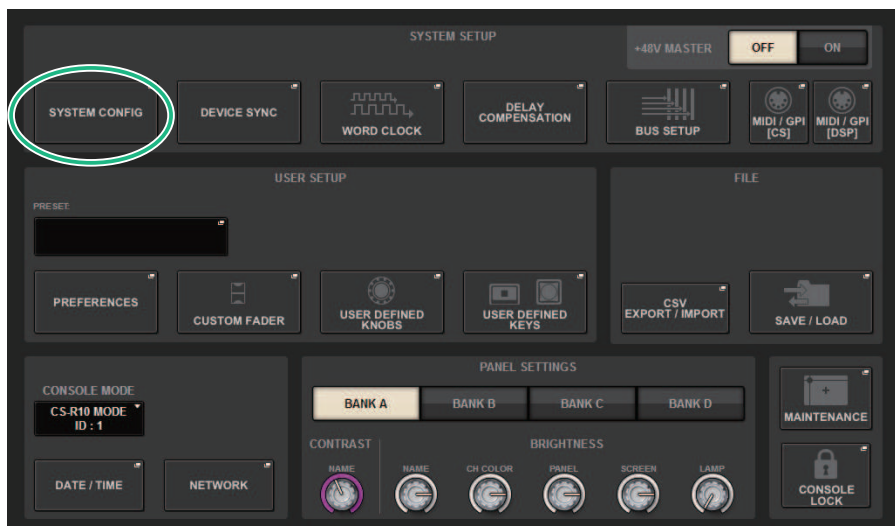 SYSTEM SETUP
+48V MASTER
OFF
ON
SYSTEM CONFIG
DEVICE SYNC
WORD CLOCK
DELAY
COMPENSATION
BUS SETUP
MIDI / GPI
[CS]
MIDI / GPI
[DSP]
USER SETUP
PRESET
PREFERENCES
CUSTOM FADER
USER DEFINED
KNOBS
USER DEFINED
KEYS
FILE
CSV
EXPORT / IMPORT
SAVE / LOAD
CONSOLE MODE
CS-R10 MODE
ID : 1
DATE / TIME
NETWORK
PANEL SETTINGS
BANK A
BANK B
BANK C
BANK D
CONTRAST
BRIGHTNESS
NAME
NAME
CH COLOR
PANEL
SCREEN
LAMP
MAINTENANCE
CONSOLE
LOCK